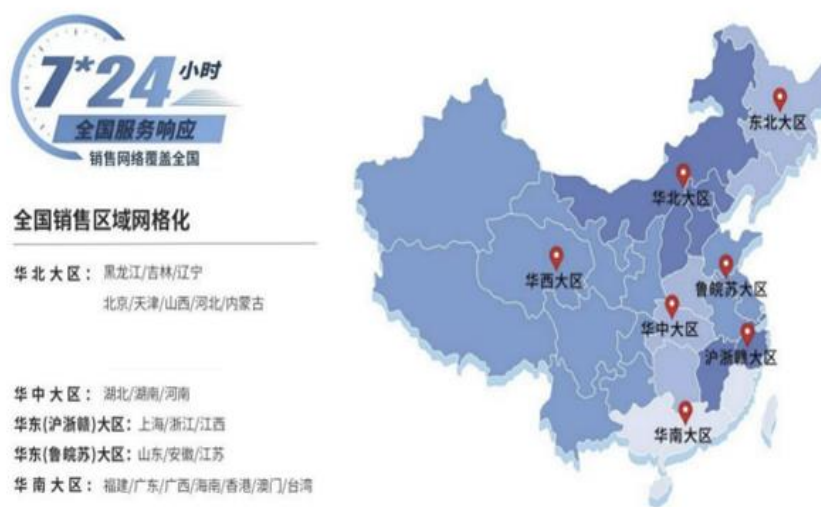 7*24小时
全国服务响应
销售网络覆盖全国
全国销售区域网格化
华北大区：黑龙江/吉林/辽宁
北京/天津/山西/河北/内蒙古
华中大区：湖北/湖南/河南
华东(沪浙赣)大区：上海/浙江/江西
华东(鲁皖苏)大区：山东/安徽/江苏
华南大区：福建/广东/广西/海南/香港/澳门/台湾
东北大区
华北大区
华西大区
鲁皖苏大区
华中大区
沪浙赣大区
华南大区